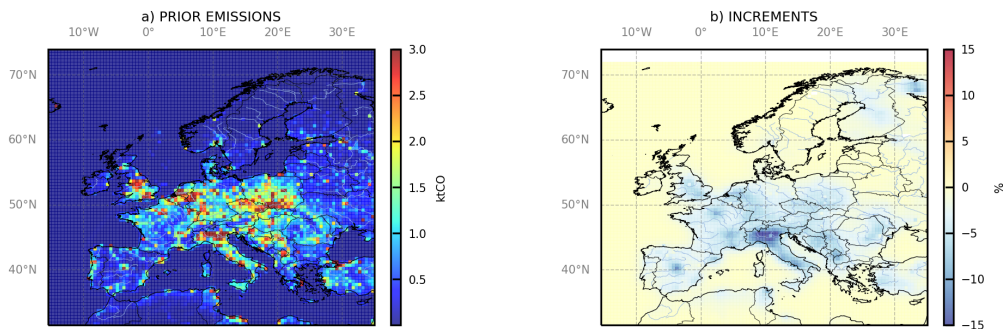 a) PRIOR EMISSIONS
10°W 0° 10°E 20°E 30°E
70°N
60°N
50°N
40°N
3.0
2.5
2.0
1.5
1.0
0.5
ktCO
b) INCREMENTS
10°W 0° 10°E 20°E 30°E
70°N
60°N
50°N
40°N
15
10
5
0
−5
−10
−15
%